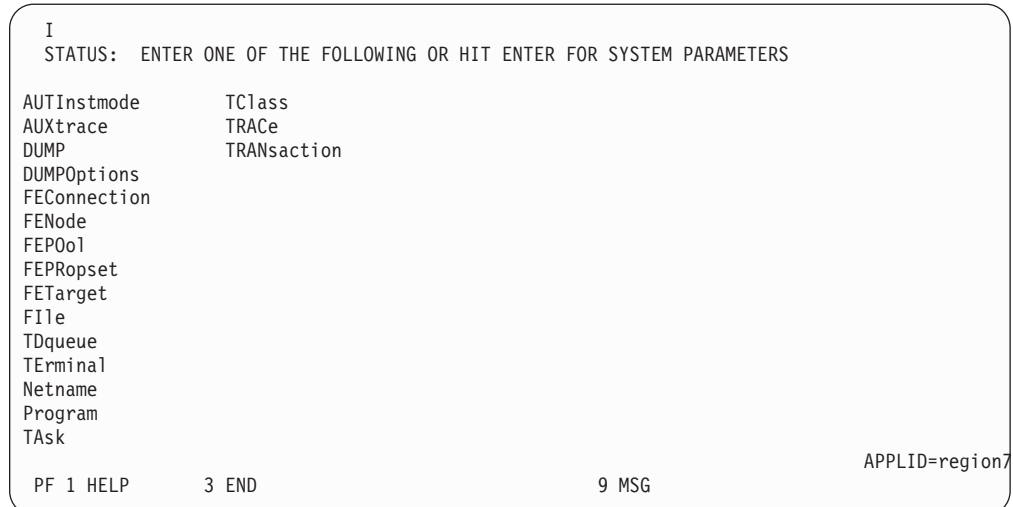 I
STATUS: ENTER ONE OF THE FOLLOWING OR HIT ENTER FOR SYSTEM PARAMETERS
AUTInstmode TClass
AUXtrace TRACe
DUMP TRANsaction
DUMPOptions
FEConnection
FENode
FEPOol
FEPRopset
FETarget
FIle
TDqueue
TErminal
Netname
Program
TAsk
APPLID=region7
PF 1 HELP 3 END 9 MSG